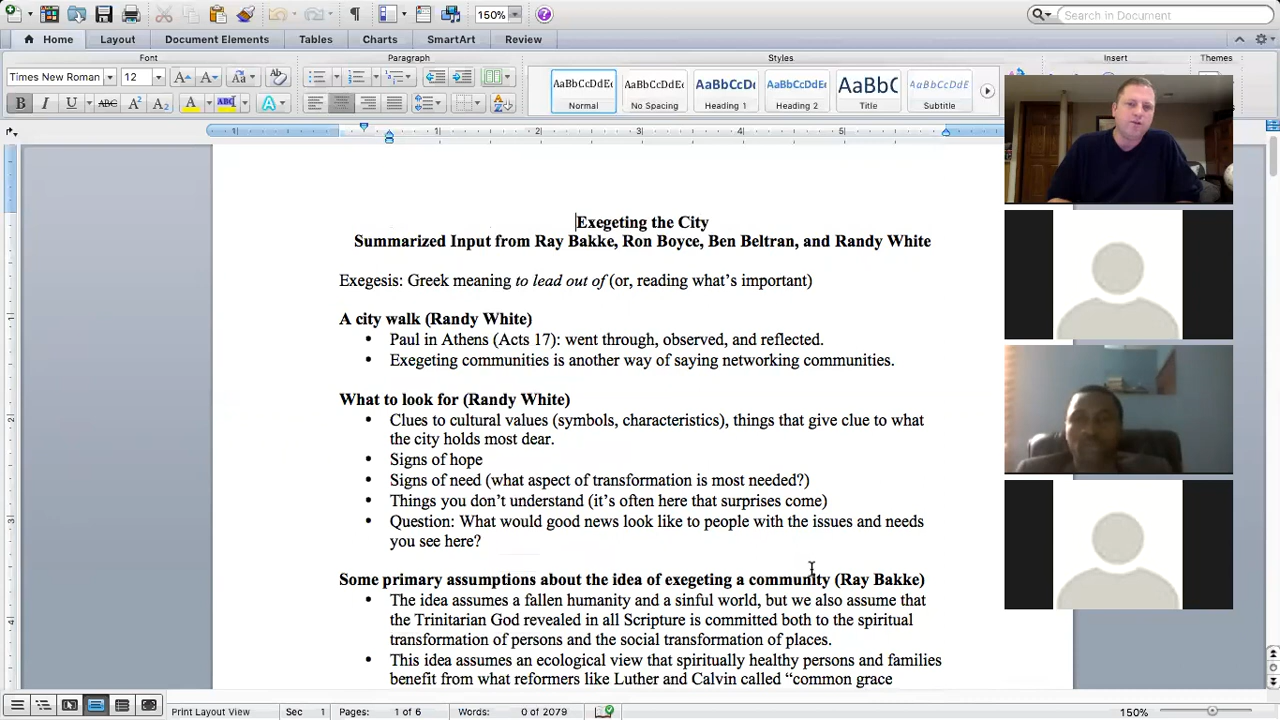 150%
Search in Document
Home Layout Document Elements Tables Charts SmartArt Review
Font Paragraph Styles Insert Themes
Times New Roman 12
AaBbCcDdE AaBbCcDdE AaBbCcDc AaBbCcDdE AaBbC AaBbCcDdE
Normal No Spacing Heading 1 Heading 2 Title Subtitle
Exegeting the City
Summarized Input from Ray Bakke, Ron Boyce, Ben Beltran, and Randy White
Exegesis: Greek meaning to lead out of (or, reading what’s important)
A city walk (Randy White)
• Paul in Athens (Acts 17): went through, observed, and reflected.
• Exegeting communities is another way of saying networking communities.
What to look for (Randy White)
• Clues to cultural values (symbols, characteristics), things that give clue to what
the city holds most dear.
• Signs of hope
• Signs of need (what aspect of transformation is most needed?)
• Things you don’t understand (it’s often here that surprises come)
• Question: What would good news look like to people with the issues and needs
you see here?
Some primary assumptions about the idea of exegeting a community (Ray Bakke)
• The idea assumes a fallen humanity and a sinful world, but we also assume that
the Trinitarian God revealed in all Scripture is committed both to the spiritual
transformation of persons and the social transformation of places.
• This idea assumes an ecological view that spiritually healthy persons and families
benefit from what reformers like Luther and Calvin called “common grace
Print Layout View Sec 1 Pages: 1 of 6 Words: 0 of 2079 150%